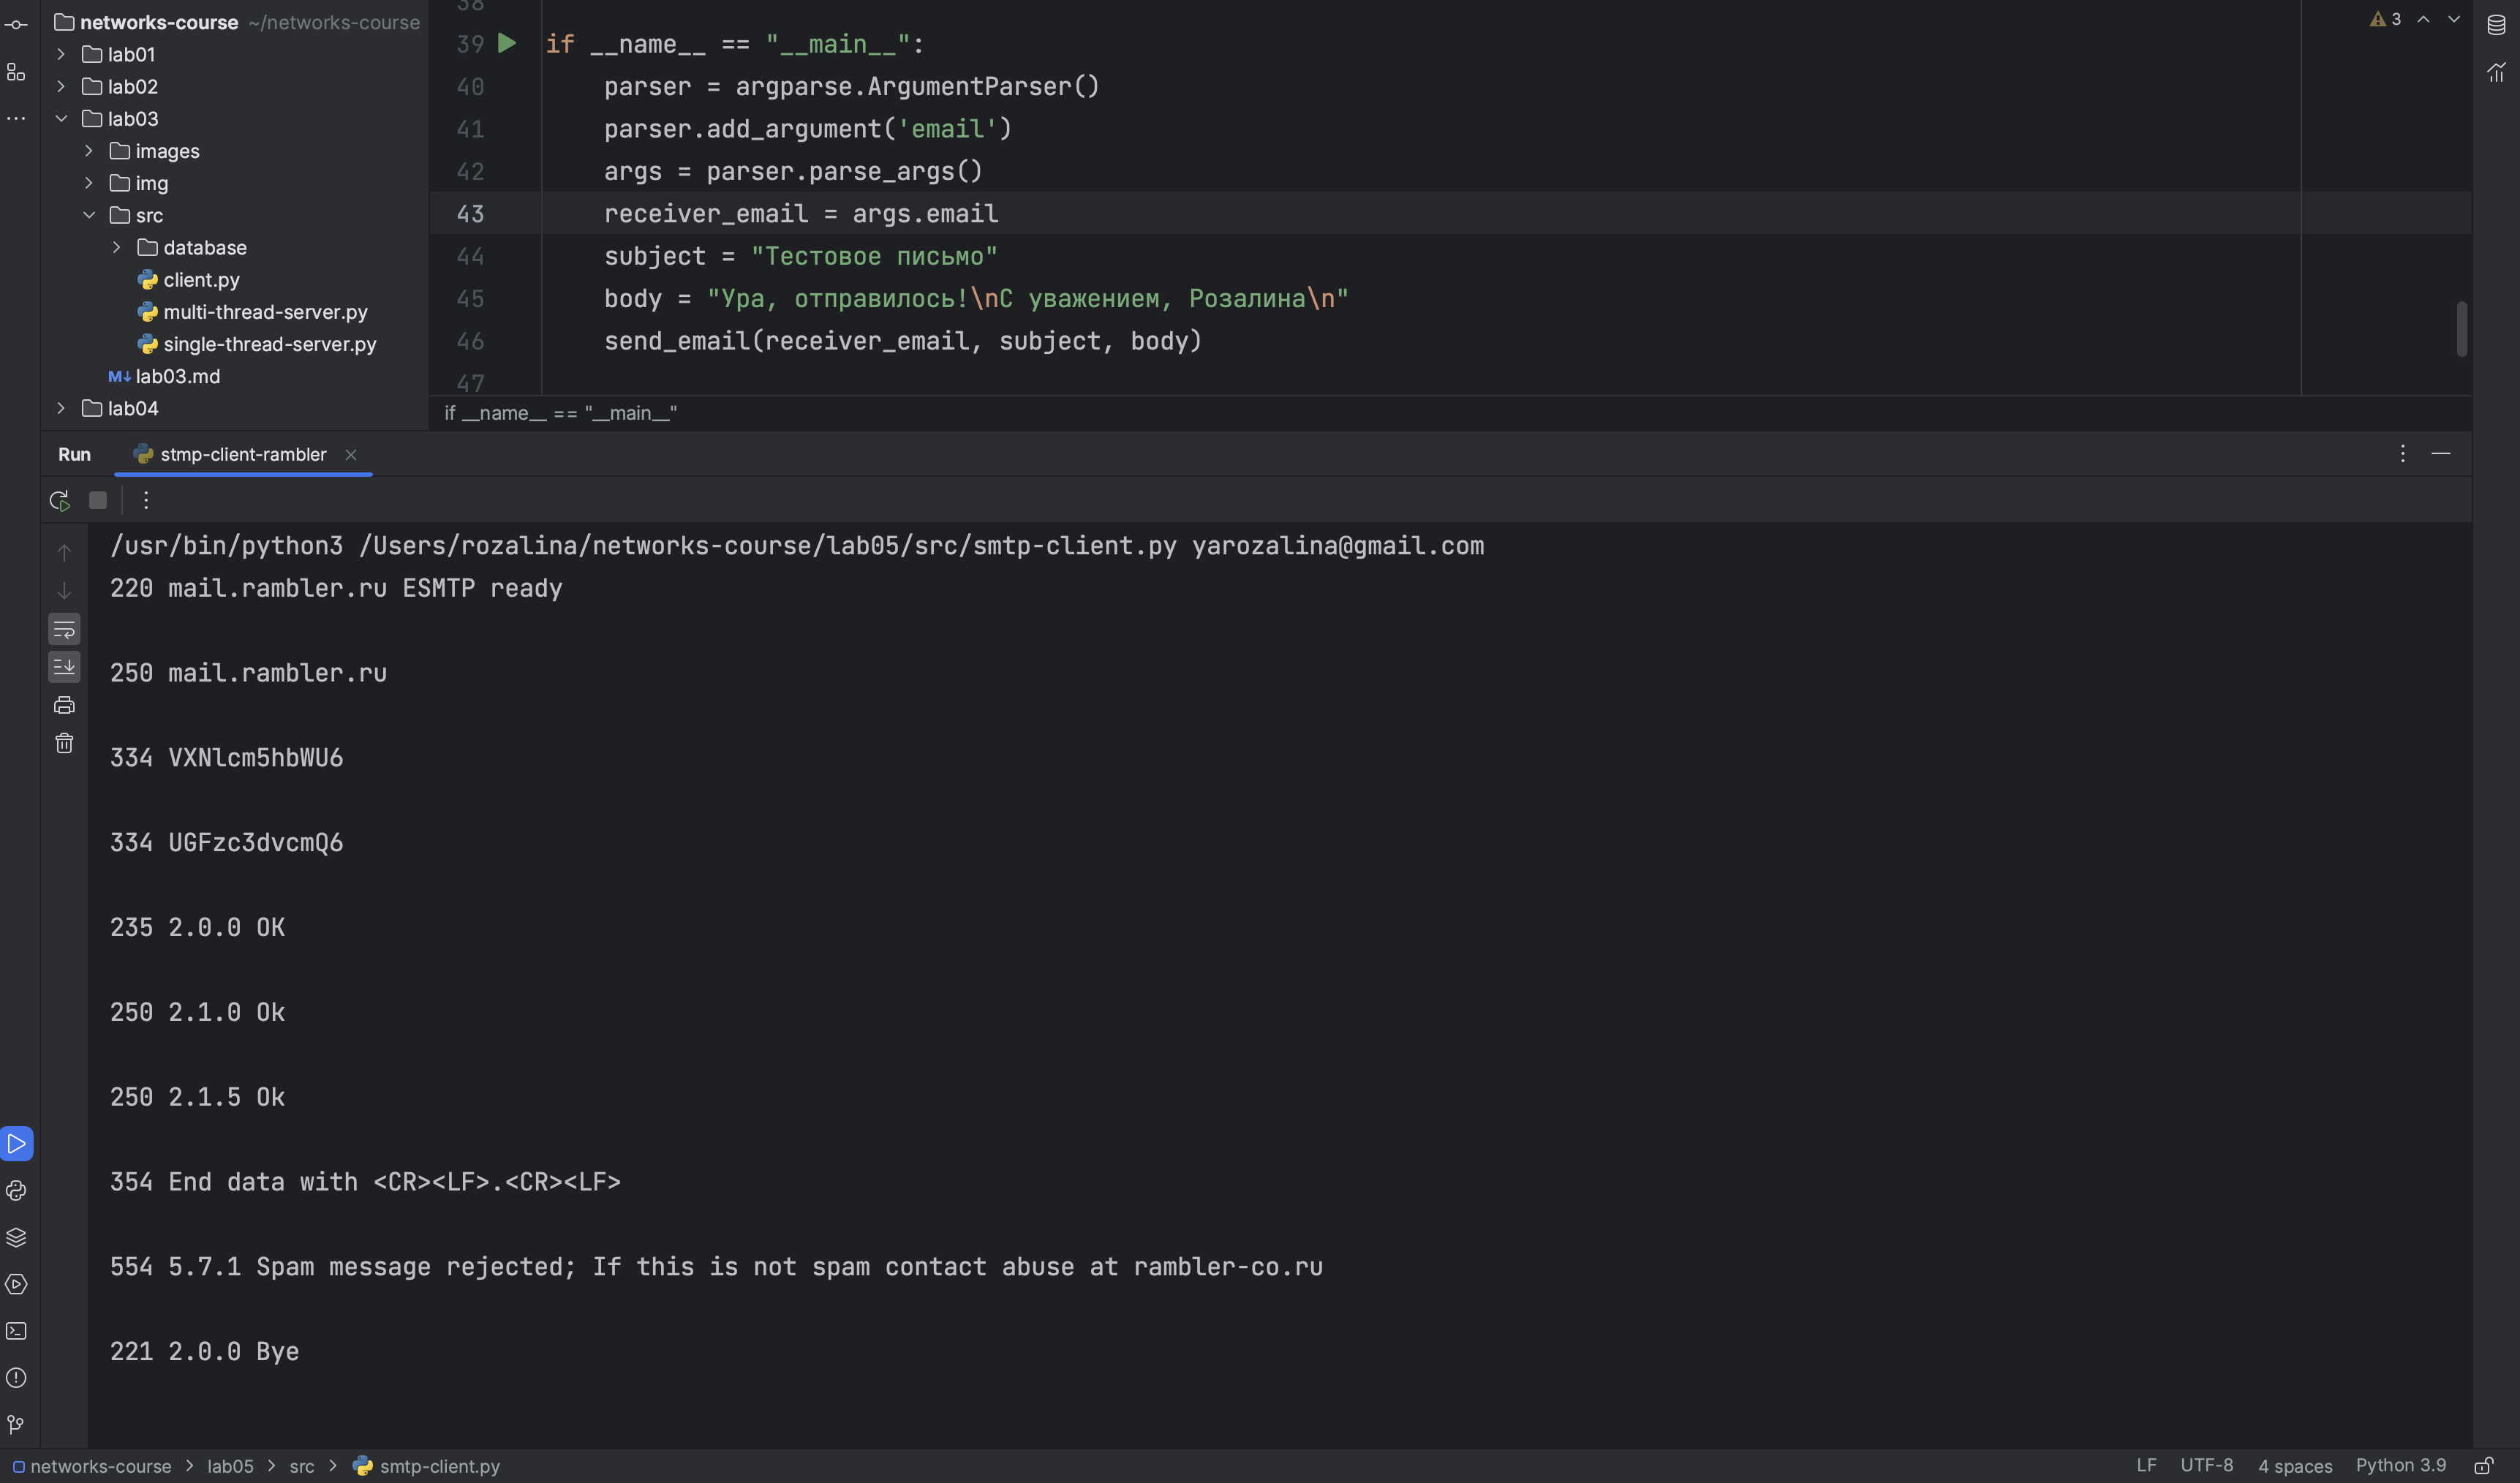 networks-course ~/networks-course
lab01
lab02
lab03
images
img
src
database
client.py
multi-thread-server.py
single-thread-server.py
M↓ lab03.md
lab04
38
39 if __name__ == "__main__":
40 parser = argparse.ArgumentParser()
41 parser.add_argument('email')
42 args = parser.parse_args()
43 receiver_email = args.email
44 subject = "Тестовое письмо"
45 body = "Ура, отправилось!\nС уважением, Розалина\n"
46 send_email(receiver_email, subject, body)
47
3
if __name__ == "__main__"
Run stmp-client-rambler
/usr/bin/python3 /Users/rozalina/networks-course/lab05/src/smtp-client.py yarozalina@gmail.com
220 mail.rambler.ru ESMTP ready
250 mail.rambler.ru
334 VXNlcm5hbWU6
334 UGFzc3dvcmQ6
235 2.0.0 OK
250 2.1.0 Ok
250 2.1.5 Ok
354 End data with <CR><LF>.<CR><LF>
554 5.7.1 Spam message rejected; If this is not spam contact abuse at rambler-co.ru
221 2.0.0 Bye
networks-course > lab05 > src > smtp-client.py
LF UTF-8 4 spaces Python 3.9